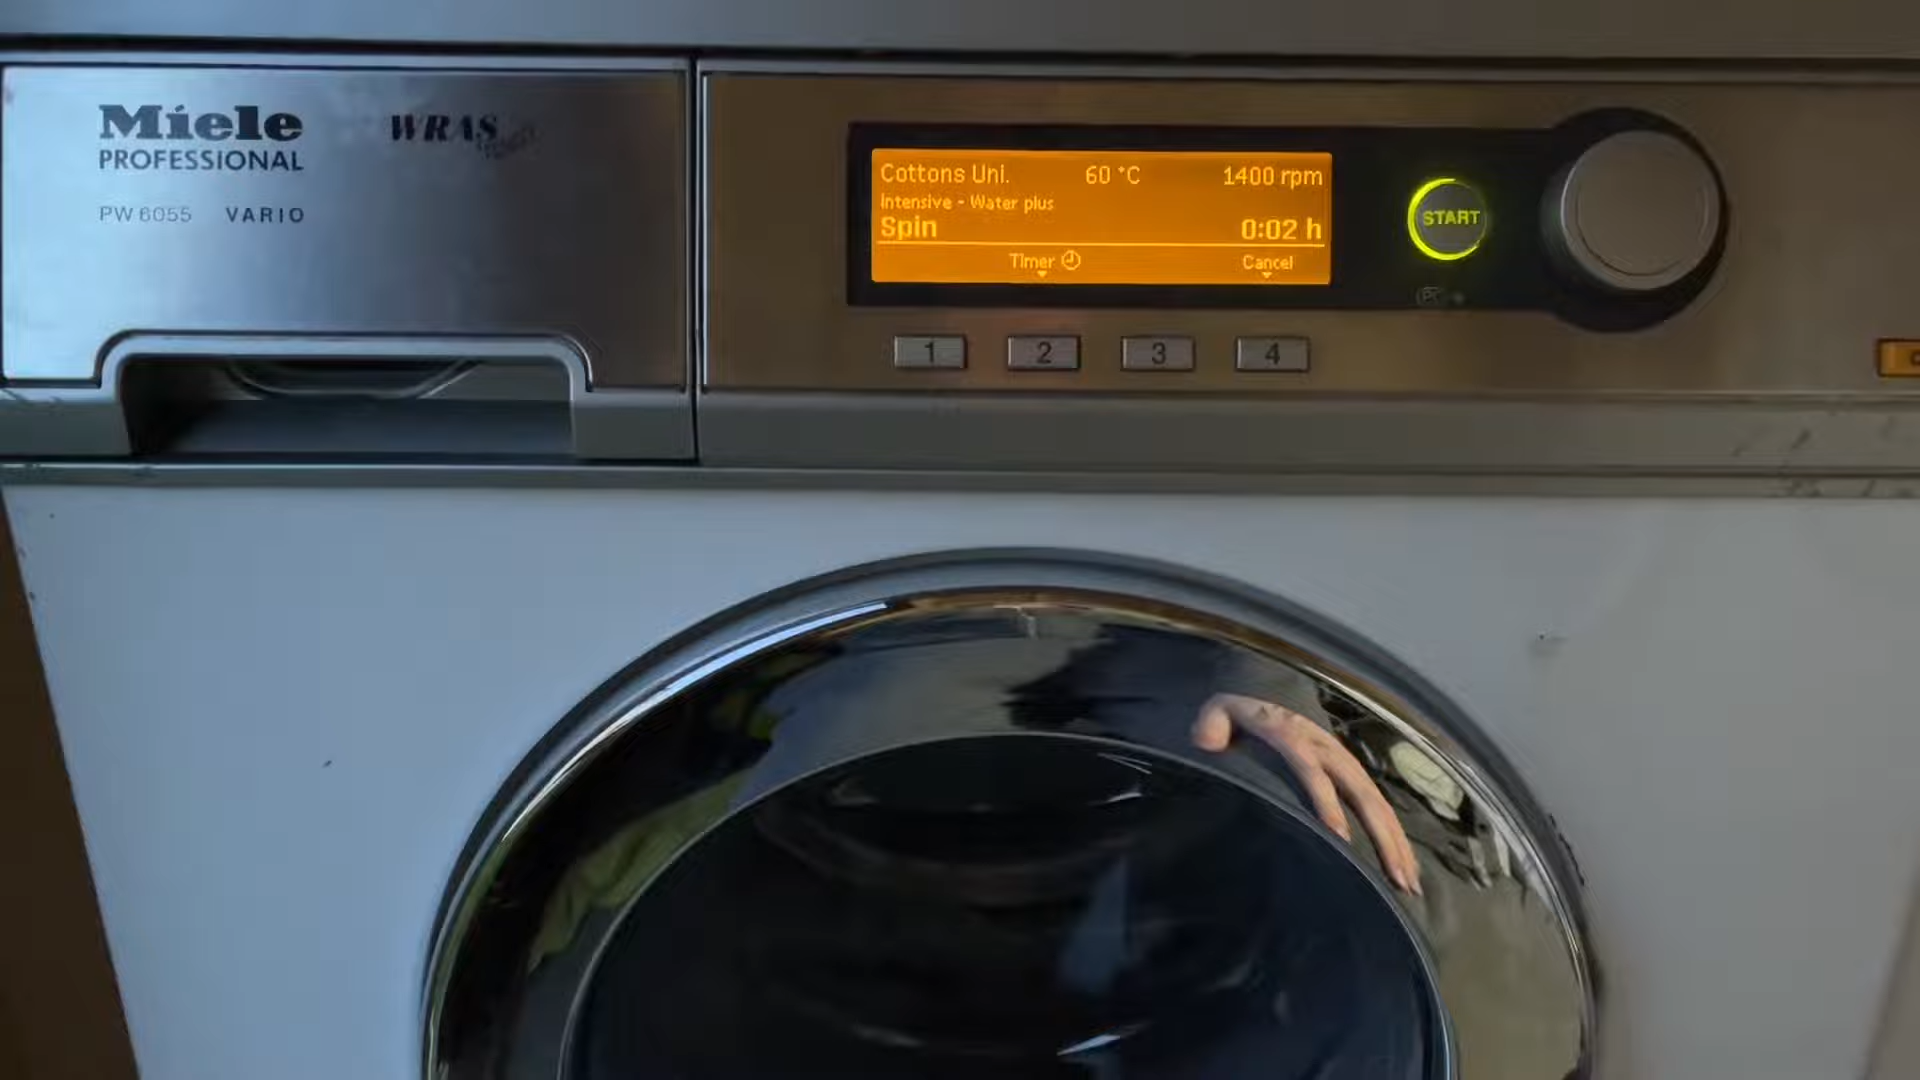 Miele
PROFESSIONAL
WRAS
PW 6055 VARIO
Cottons Uni. 60 °C 1400 rpm
Intensive - Water plus
Spin 0:02 h
Timer Cancel
START
PC
1 2 3 4